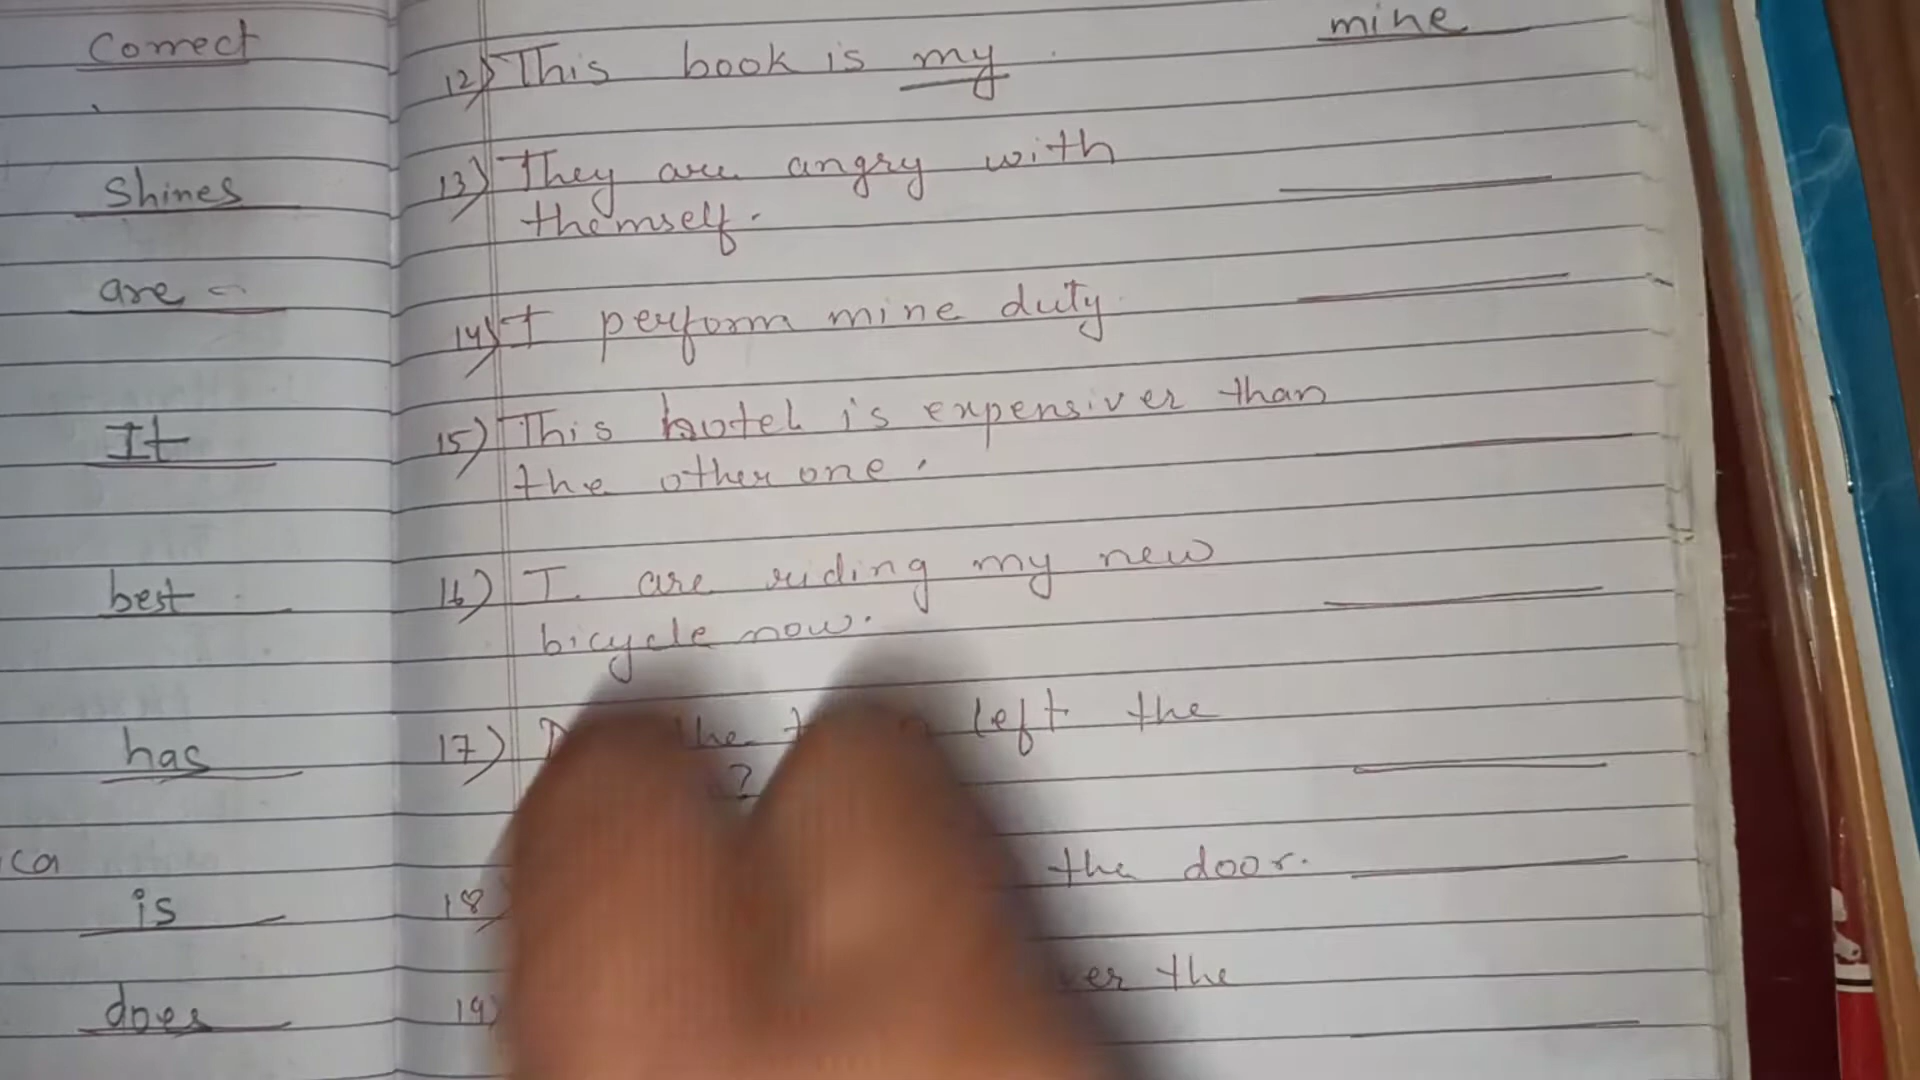 Correct
Shines
are
It
best
has
is
does
mine
12) This book is my
13) They are angry with
themself.
14) I perform mine duty.
15) This hotel is expensiver than
the other one.
16) I are riding my new
bicycle now.
17) the left the
?
18) the door.
19) the